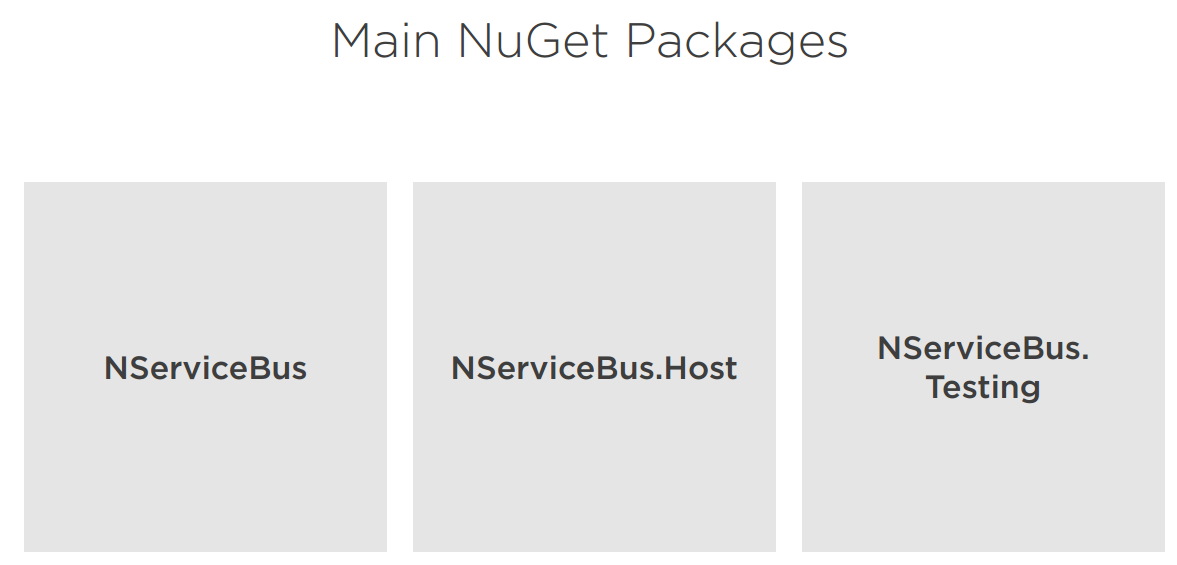 Main NuGet Packages
NServiceBus
NServiceBus.Host
NServiceBus.
Testing